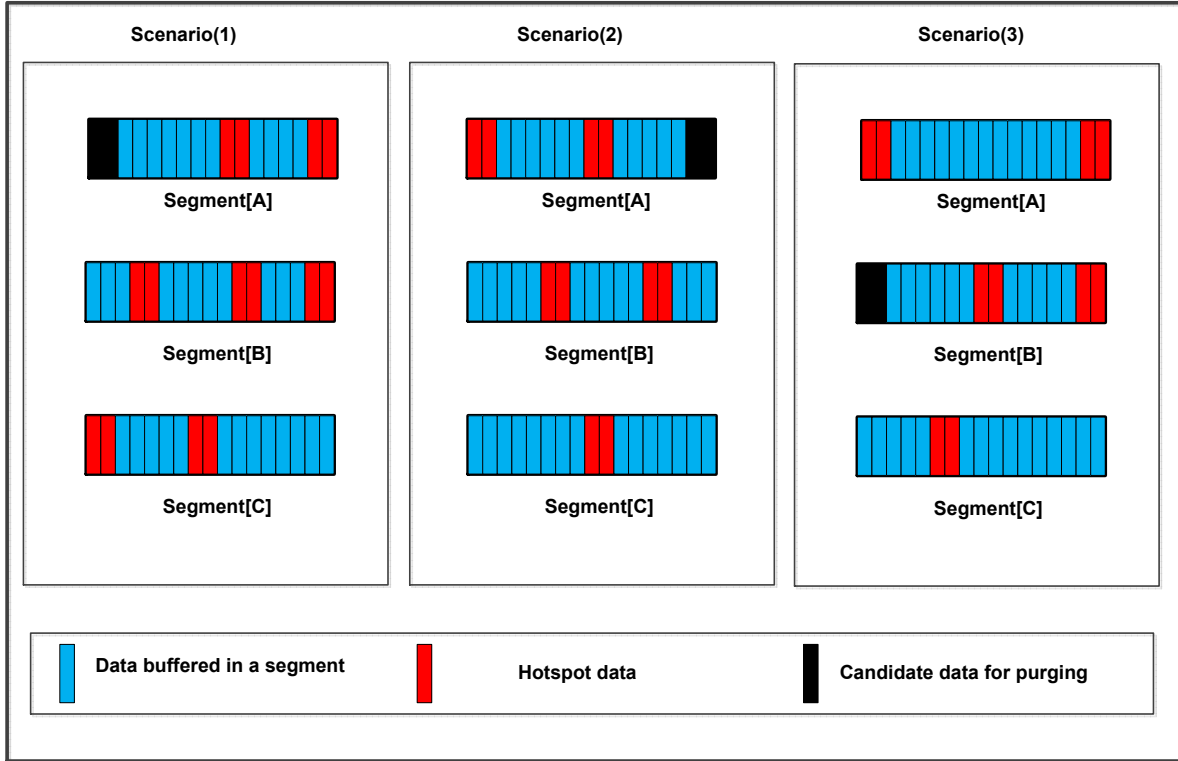 Scenario(1)
Scenario(2)
Scenario(3)
Segment[A]
Segment[A]
Segment[A]
Segment[B]
Segment[B]
Segment[B]
Segment[C]
Segment[C]
Segment[C]
Data buffered in a segment
Hotspot data
Candidate data for purging